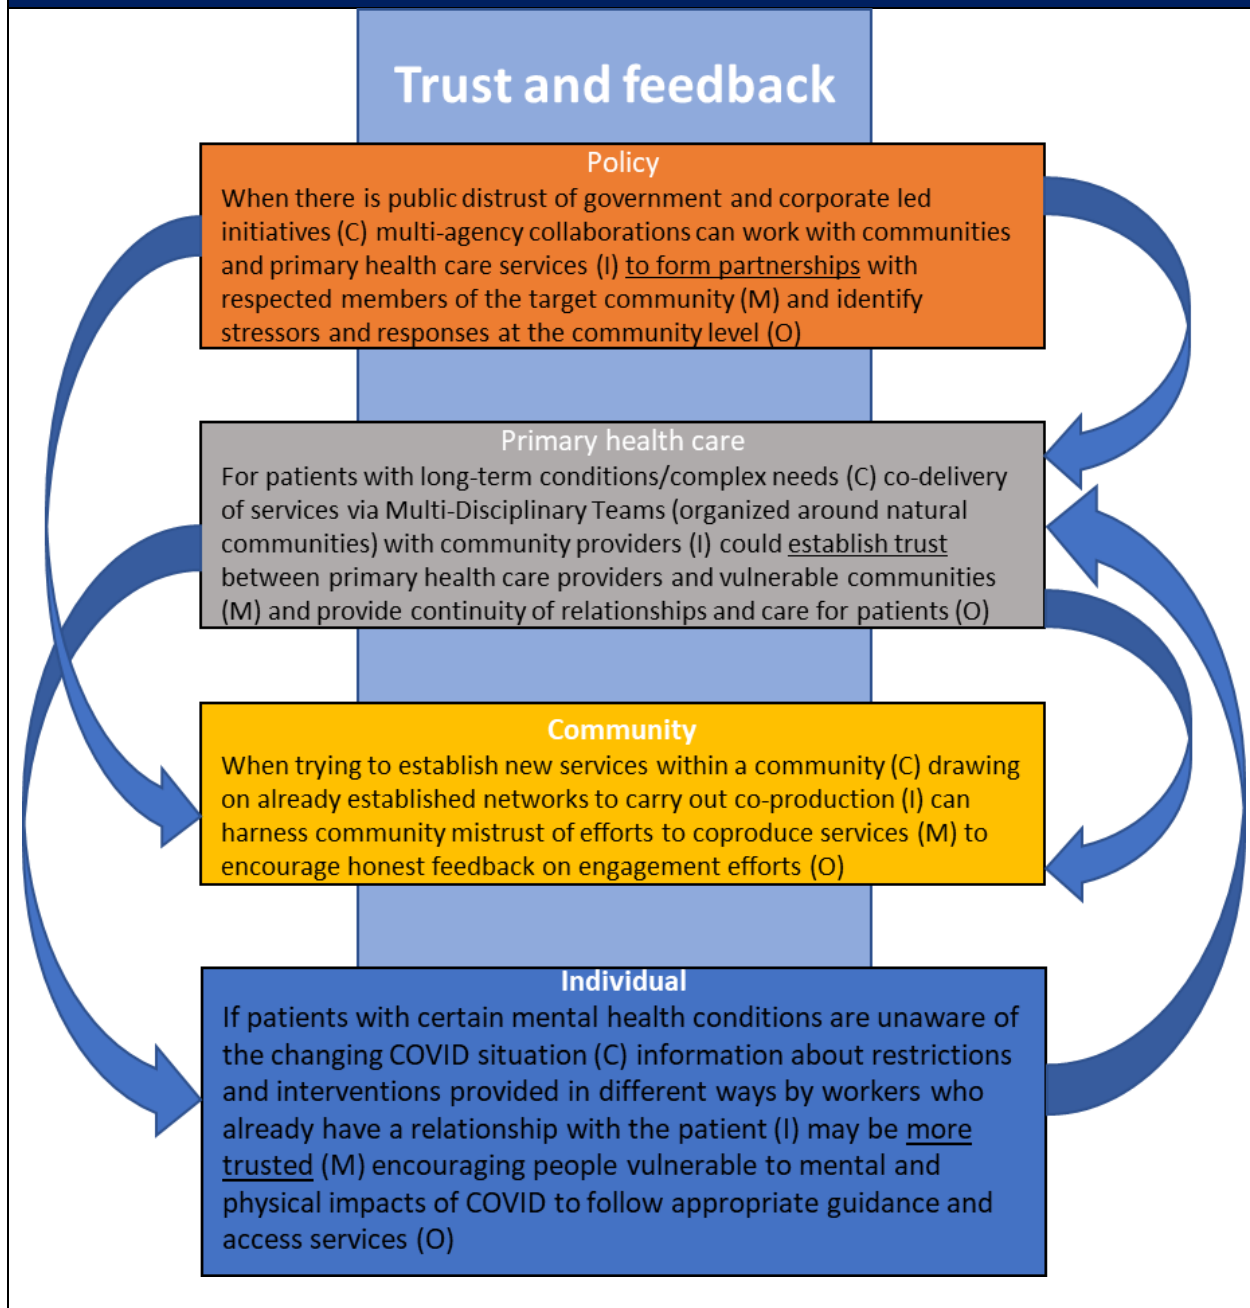 Trust and feedback
Policy
When there is public distrust of government and corporate led
initiatives (C) multi-agency collaborations can work with communities
and primary health care services (I) to form partnerships with
respected members of the target community (M) and identify
stressors and responses at the community level (O)
Primary health care
For patients with long-term conditions/complex needs (C) co-delivery
of services via Multi-Disciplinary Teams (organized around natural
communities) with community providers (I) could establish trust
between primary health care providers and vulnerable communities
(M) and provide continuity of relationships and care for patients (O)
Community
When trying to establish new services within a community (C) drawing
on already established networks to carry out co-production (I) can
harness community mistrust of efforts to coproduce services (M) to
encourage honest feedback on engagement efforts (O)
Individual
If patients with certain mental health conditions are unaware of
the changing COVID situation (C) information about restrictions
and interventions provided in different ways by workers who
already have a relationship with the patient (I) may be more
trusted (M) encouraging people vulnerable to mental and
physical impacts of COVID to follow appropriate guidance and
access services (O)